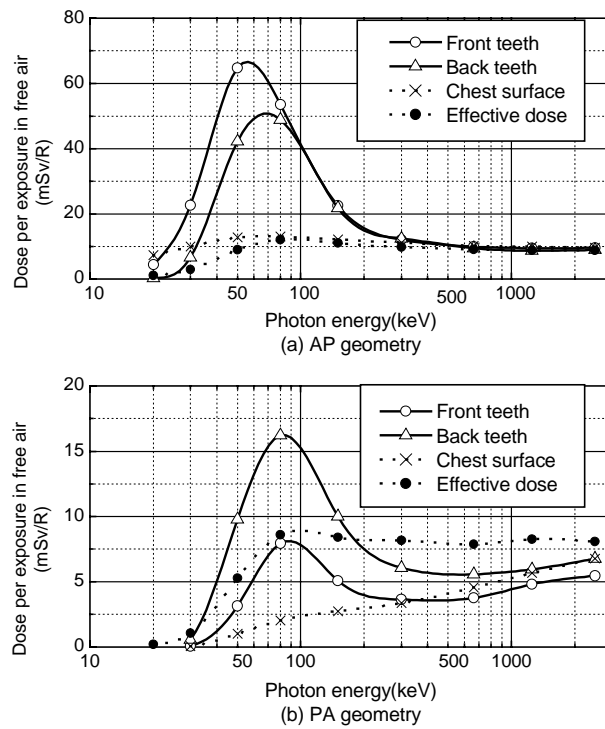 80
60
40
20
0
Dose per exposure in free air
(mSv/R)
Front teeth
Back teeth
Chest surface
Effective dose
10
50
100
500
1000
Photon energy(keV)
(a) AP geometry
20
15
10
5
0
Dose per exposure in free air
(mSv/R)
Front teeth
Back teeth
Chest surface
Effective dose
10
50
100
500
1000
Photon energy(keV)
(b) PA geometry